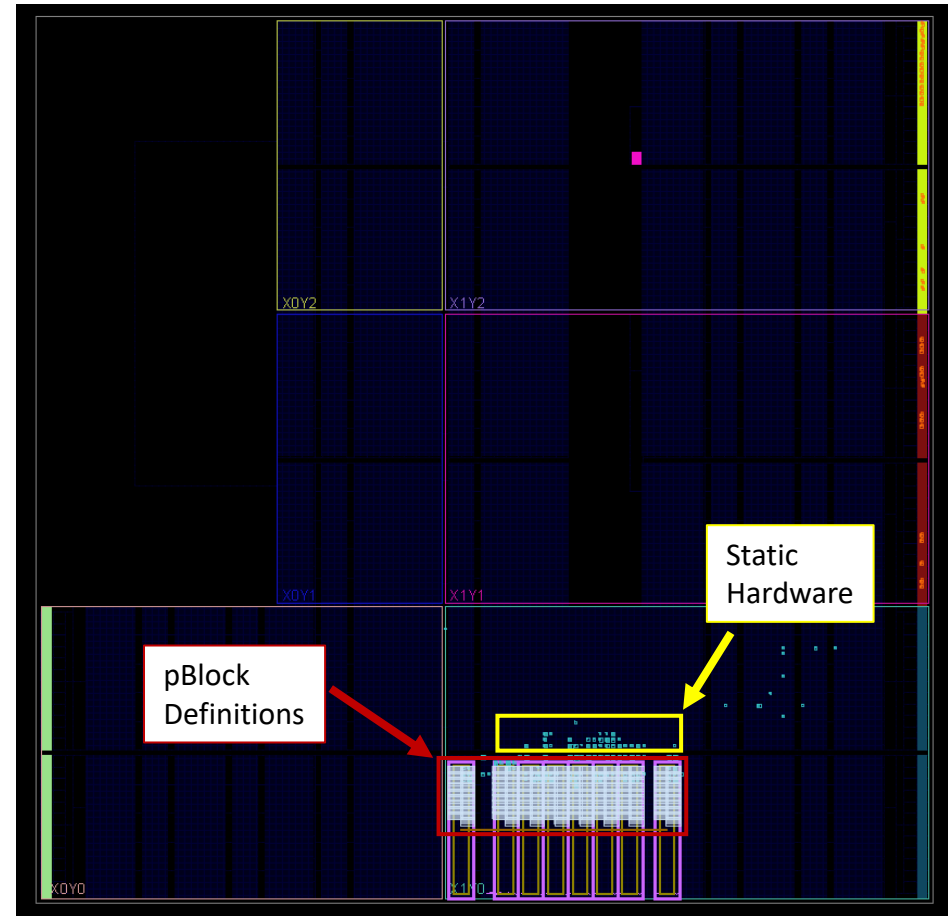 X0Y2
X1Y2
Static
Hardware
X0Y1
X1Y1
pBlock
Definitions
X0Y0
X1Y0